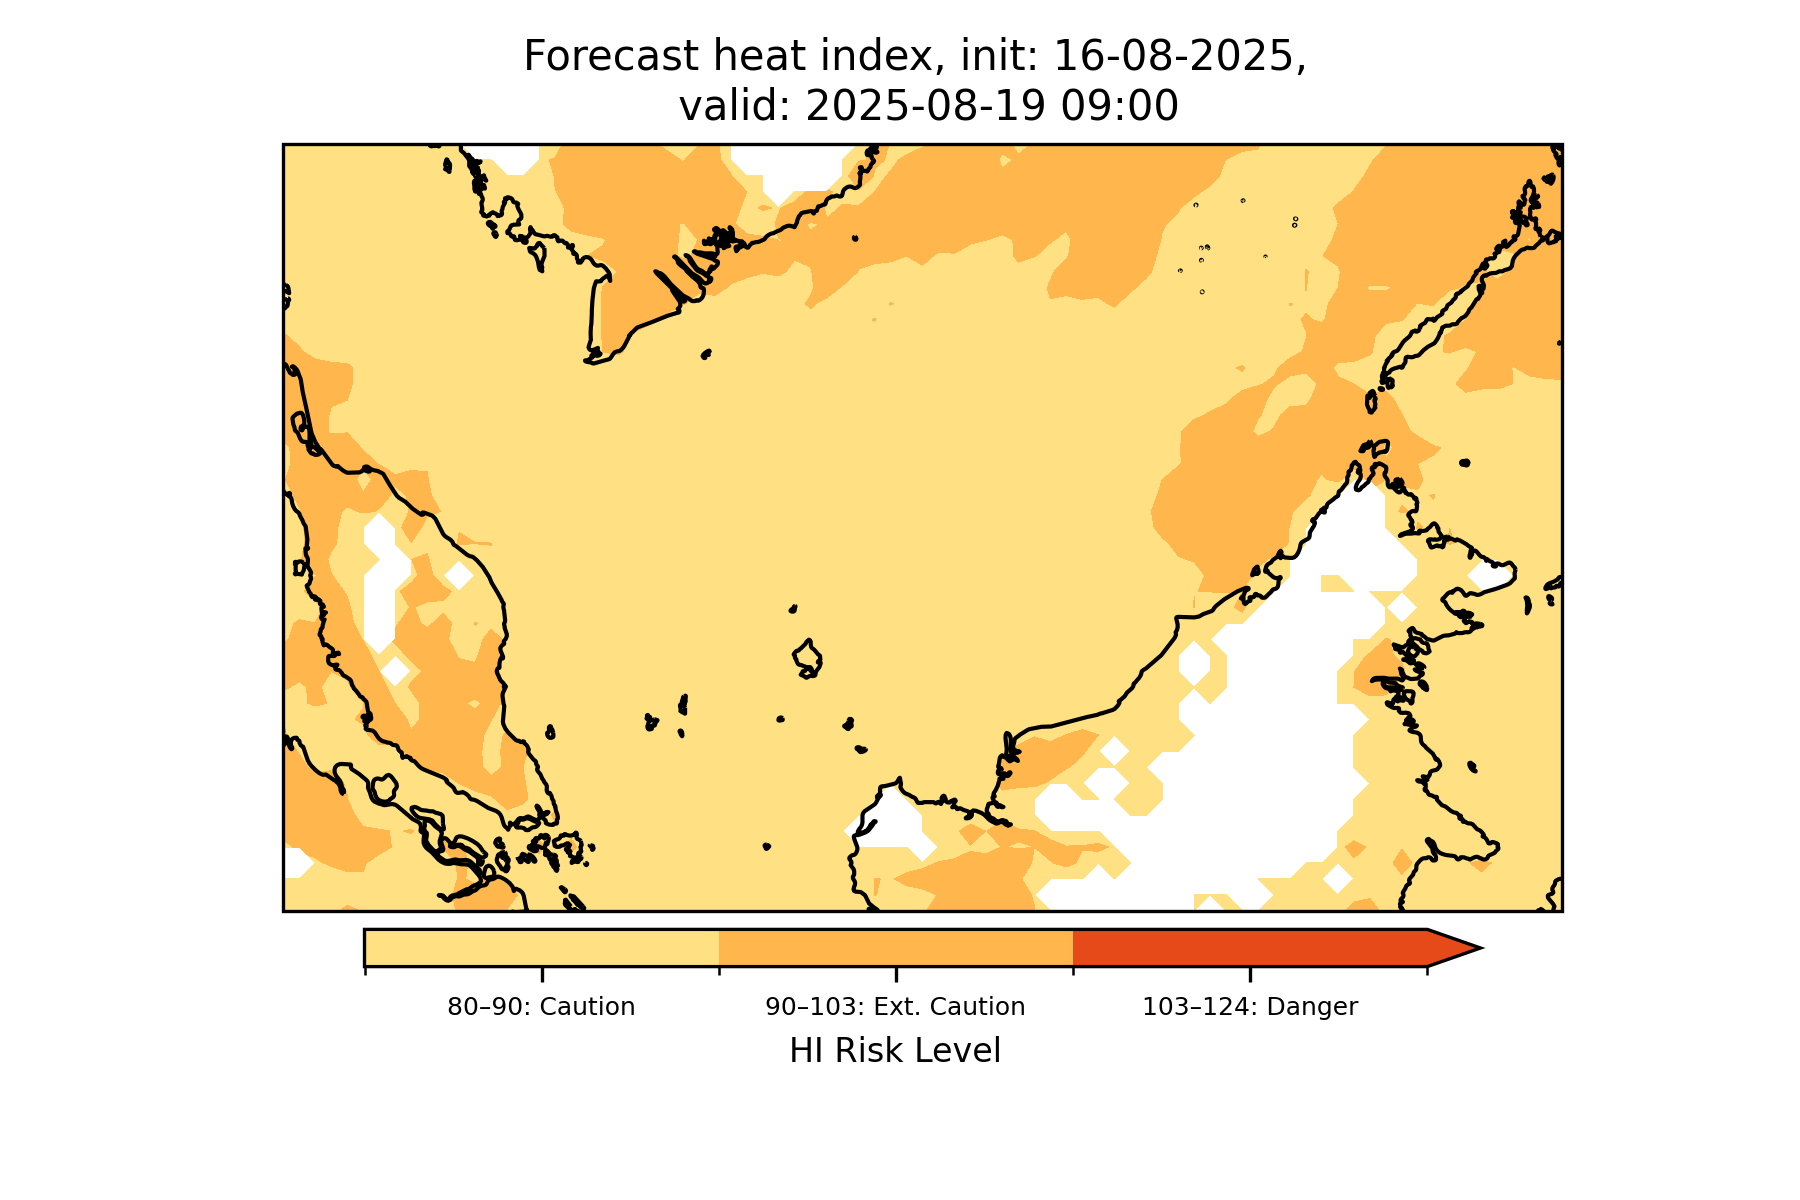 Forecast heat index, init: 16-08-2025,
valid: 2025-08-19 09:00
80–90: Caution
90–103: Ext. Caution
103–124: Danger
HI Risk Level